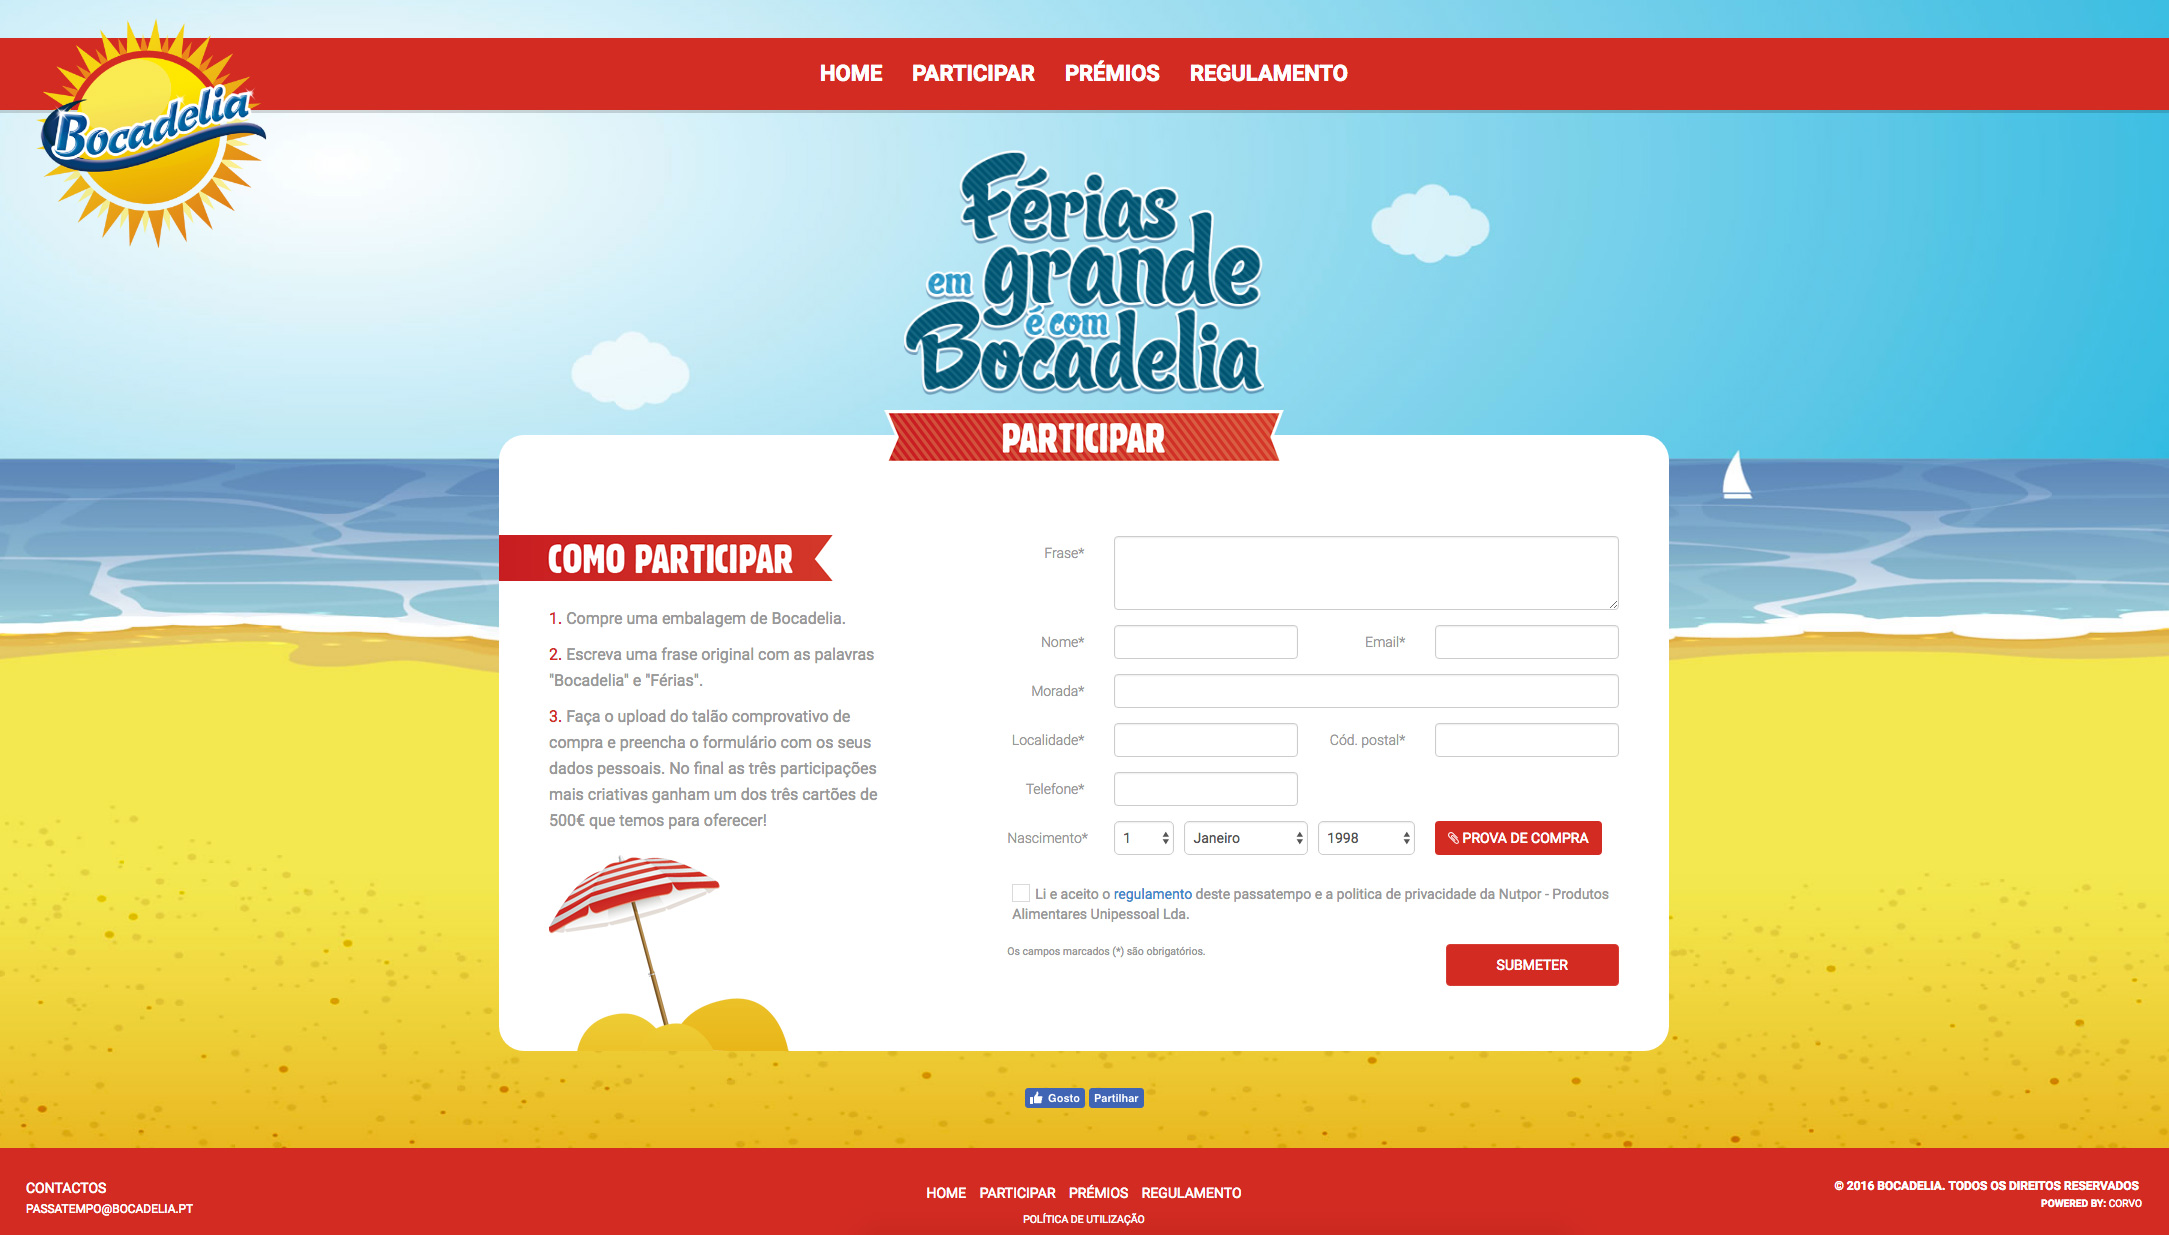 Bocadelia
HOME PARTICIPAR PRÉMIOS REGULAMENTO
Férias
em grande
é com
Bocadelia
PARTICIPAR
COMO PARTICIPAR
1. Compre uma embalagem de Bocadelia.
2. Escreva uma frase original com as palavras
"Bocadelia" e "Férias".
3. Faça o upload do talão comprovativo de
compra e preencha o formulário com os seus
dados pessoais. No final as três participações
mais criativas ganham um dos três cartões de
500€ que temos para oferecer!
Frase*
Nome* Email*
Morada*
Localidade* Cód. postal*
Telefone*
Nascimento* 1 Janeiro 1998 PROVA DE COMPRA
Li e aceito o regulamento deste passatempo e a politica de privacidade da Nutpor - Produtos
Alimentares Unipessoal Lda.
Os campos marcados (*) são obrigatórios.
SUBMETER
Gosto Partilhar
CONTACTOS
PASSATEMPO@BOCADELIA.PT
HOME PARTICIPAR PRÉMIOS REGULAMENTO
POLÍTICA DE UTILIZAÇÃO
© 2016 BOCADELIA. TODOS OS DIREITOS RESERVADOS
POWERED BY: CORVO